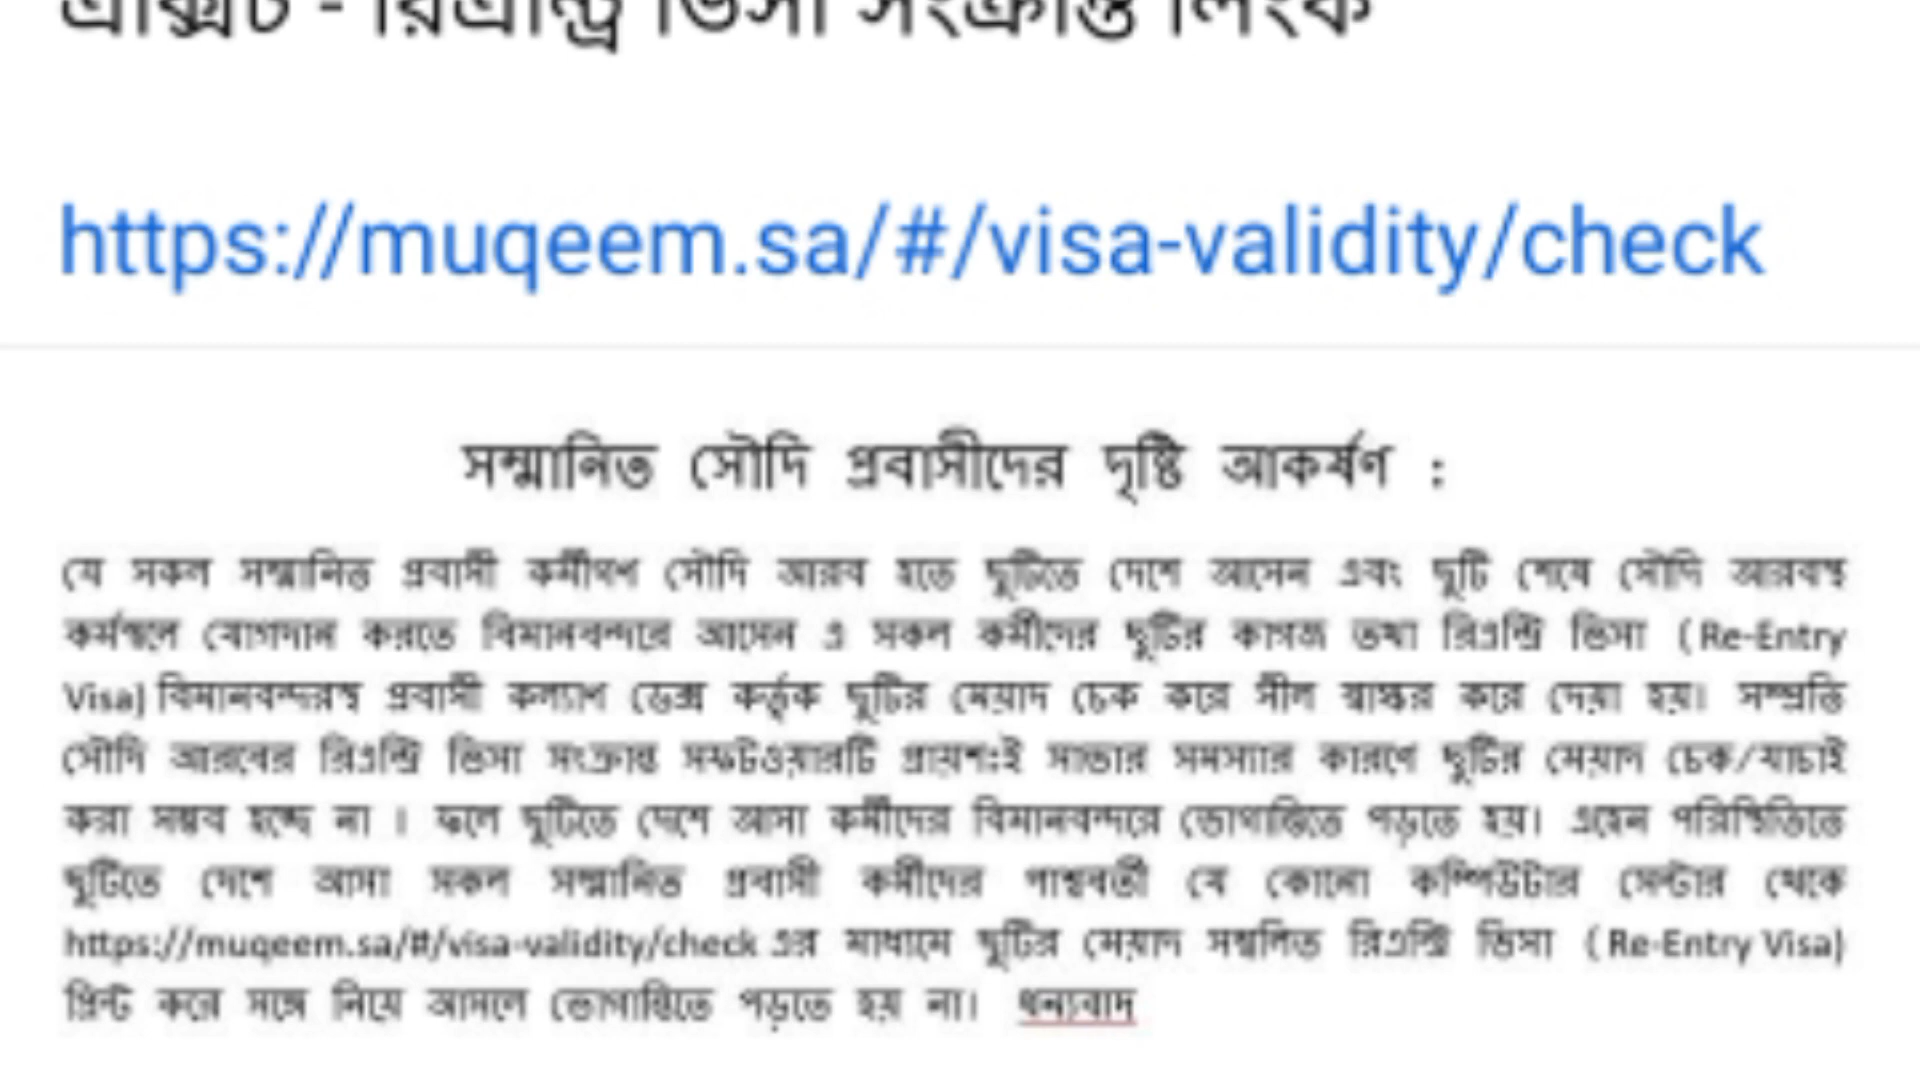 এক্সিট - রিএন্ট্রি ভিসা সংক্রান্ত লিংক
https://muqeem.sa/#/visa-validity/check
সম্মানিত সৌদি প্রবাসীদের দৃষ্টি আকর্ষণ :
যে সকল সম্মানিত প্রবাসী কর্মীগণ সৌদি আরব হতে ছুটিতে দেশে আসেন এবং ছুটি শেষে সৌদি আরবস্থ
কর্মস্থলে যোগদান করতে বিমানবন্দরে আসেন এ সকল কর্মীদের ছুটির কাগজ তথা রিএন্ট্রি ভিসা (Re-Entry
Visa) বিমানবন্দরস্থ প্রবাসী কল্যাণ ডেস্ক কর্তৃক ছুটির মেয়াদ চেক করে সীল স্বাক্ষর করে দেয়া হয়। সম্প্রতি
সৌদি আরবের রিএন্ট্রি ভিসা সংক্রান্ত সফটওয়্যারটি প্রায়শঃই সার্ভার সমস্যার কারণে ছুটির মেয়াদ চেক/যাচাই
করা সম্ভব হচ্ছে না । ফলে ছুটিতে দেশে আসা কর্মীদের বিমানবন্দরে ভোগান্তিতে পড়তে হয়। এহেন পরিস্থিতিতে
ছুটিতে দেশে আসা সকল সম্মানিত প্রবাসী কর্মীদের পার্শ্ববর্তী যে কোনো কম্পিউটার সেন্টার থেকে
https://muqeem.sa/#/visa-validity/check এর মাধ্যমে ছুটির মেয়াদ সম্বলিত রিএন্ট্রি ভিসা (Re-Entry Visa)
প্রিন্ট করে সঙ্গে নিয়ে আসলে ভোগান্তিতে পড়তে হয় না। ধন্যবাদ